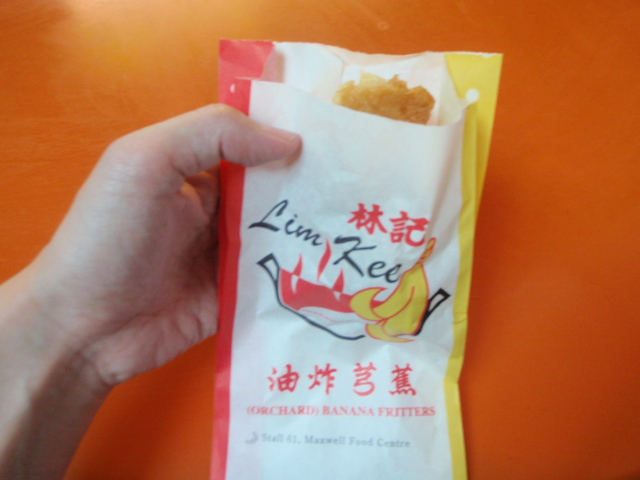 林記
Lim Kee
油炸芎蕉
(ORCHARD) BANANA FRITTERS
Stall 61, Maxwell Food Centre